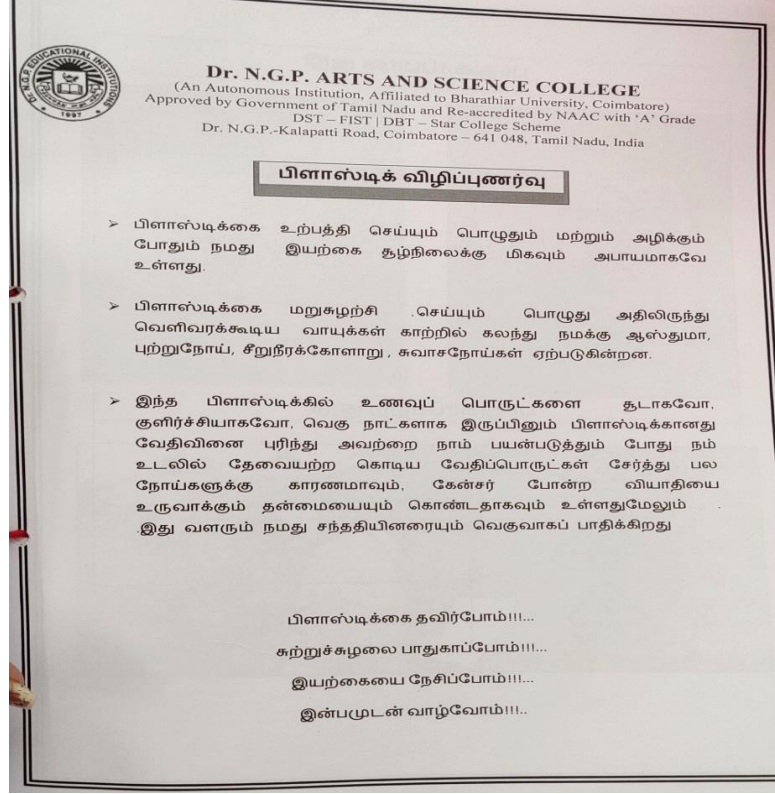 Dr. N.G.P. EDUCATIONAL INSTITUTIONS
1997
Dr. N.G.P. ARTS AND SCIENCE COLLEGE
(An Autonomous Institution, Affiliated to Bharathiar University, Coimbatore)
Approved by Government of Tamil Nadu and Re-accredited by NAAC with ‘A’ Grade
DST – FIST | DBT – Star College Scheme
Dr. N.G.P.-Kalapatti Road, Coimbatore – 641 048, Tamil Nadu, India
பிளாஸ்டிக் விழிப்புணர்வு
➢ பிளாஸ்டிக்கை உற்பத்தி செய்யும் பொழுதும் மற்றும் அழிக்கும்
போதும் நமது இயற்கை சூழ்நிலைக்கு மிகவும் அபாயமாகவே
உள்ளது.
➢ பிளாஸ்டிக்கை மறுசுழற்சி .செய்யும் பொழுது அதிலிருந்து
வெளிவரக்கூடிய வாயுக்கள் காற்றில் கலந்து நமக்கு ஆஸ்துமா,
புற்றுநோய், சீறுநீரக்கோளாறு , சுவாசநோய்கள் ஏற்படுகின்றன.
➢ இந்த பிளாஸ்டிக்கில் உணவுப் பொருட்களை சூடாகவோ,
குளிர்ச்சியாகவோ, வெகு நாட்களாக இருப்பினும் பிளாஸ்டிக்கானது
வேதிவினை புரிந்து அவற்றை நாம் பயன்படுத்தும் போது நம்
உடலில் தேவையற்ற கொடிய வேதிப்பொருட்கள் சேர்த்து பல
நோய்களுக்கு காரணமாவும், கேன்சர் போன்ற வியாதியை
உருவாக்கும் தன்மையையும் கொண்டதாகவும் உள்ளதுமேலும் .
.இது வளரும் நமது சந்ததியினரையும் வெகுவாகப் பாதிக்கிறது
பிளாஸ்டிக்கை தவிர்போம்!!!...
சுற்றுச்சுழலை பாதுகாப்போம்!!!...
இயற்கையை நேசிப்போம்!!!...
இன்பமுடன் வாழ்வோம்!!!..